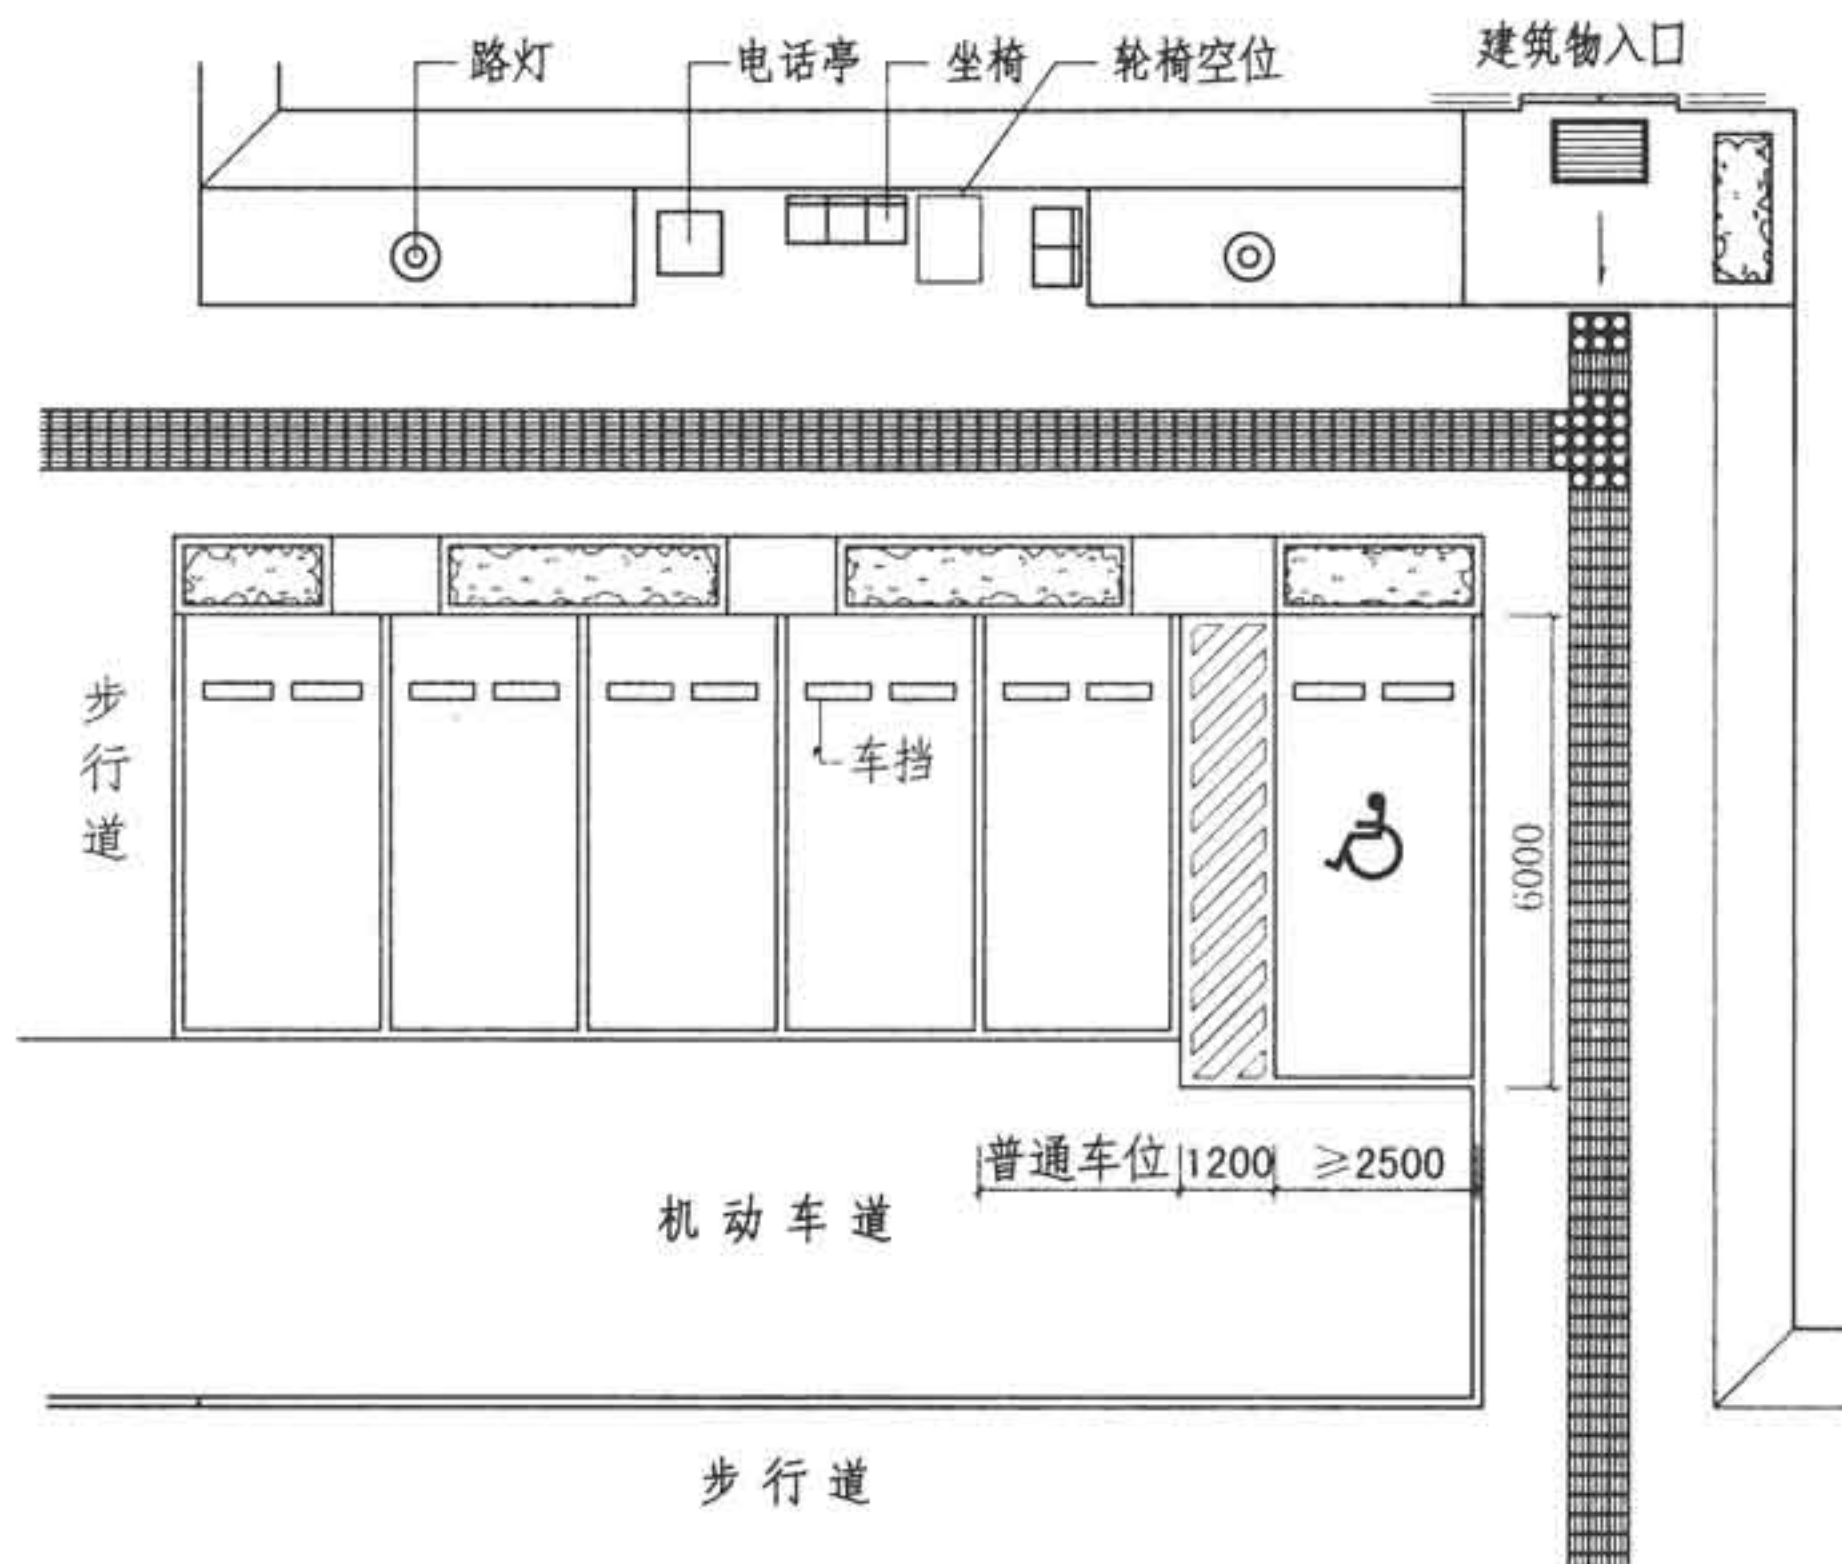 路灯
电话亭
坐椅
轮椅空位
建筑物入口
步行道
车挡
6000
普通车位
1200
≥2500
机动车道
步行道